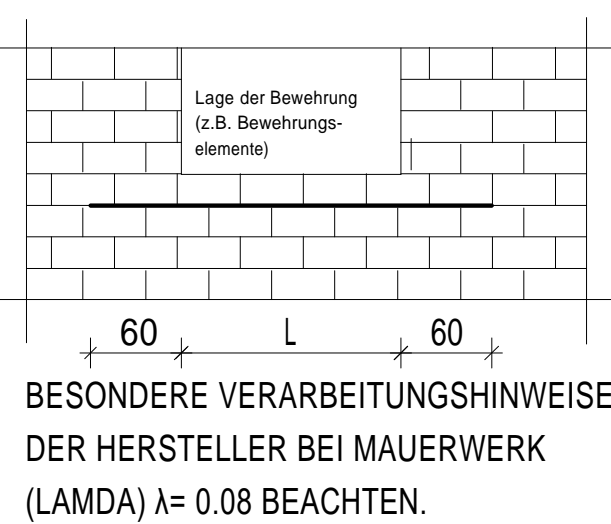 Lage der Bewehrung
(z.B. Bewehrungs-
elemente)
60 L 60
BESONDERE VERARBEITUNGSHINWEISE
DER HERSTELLER BEI MAUERWERK
(LAMDA) λ= 0.08 BEACHTEN.